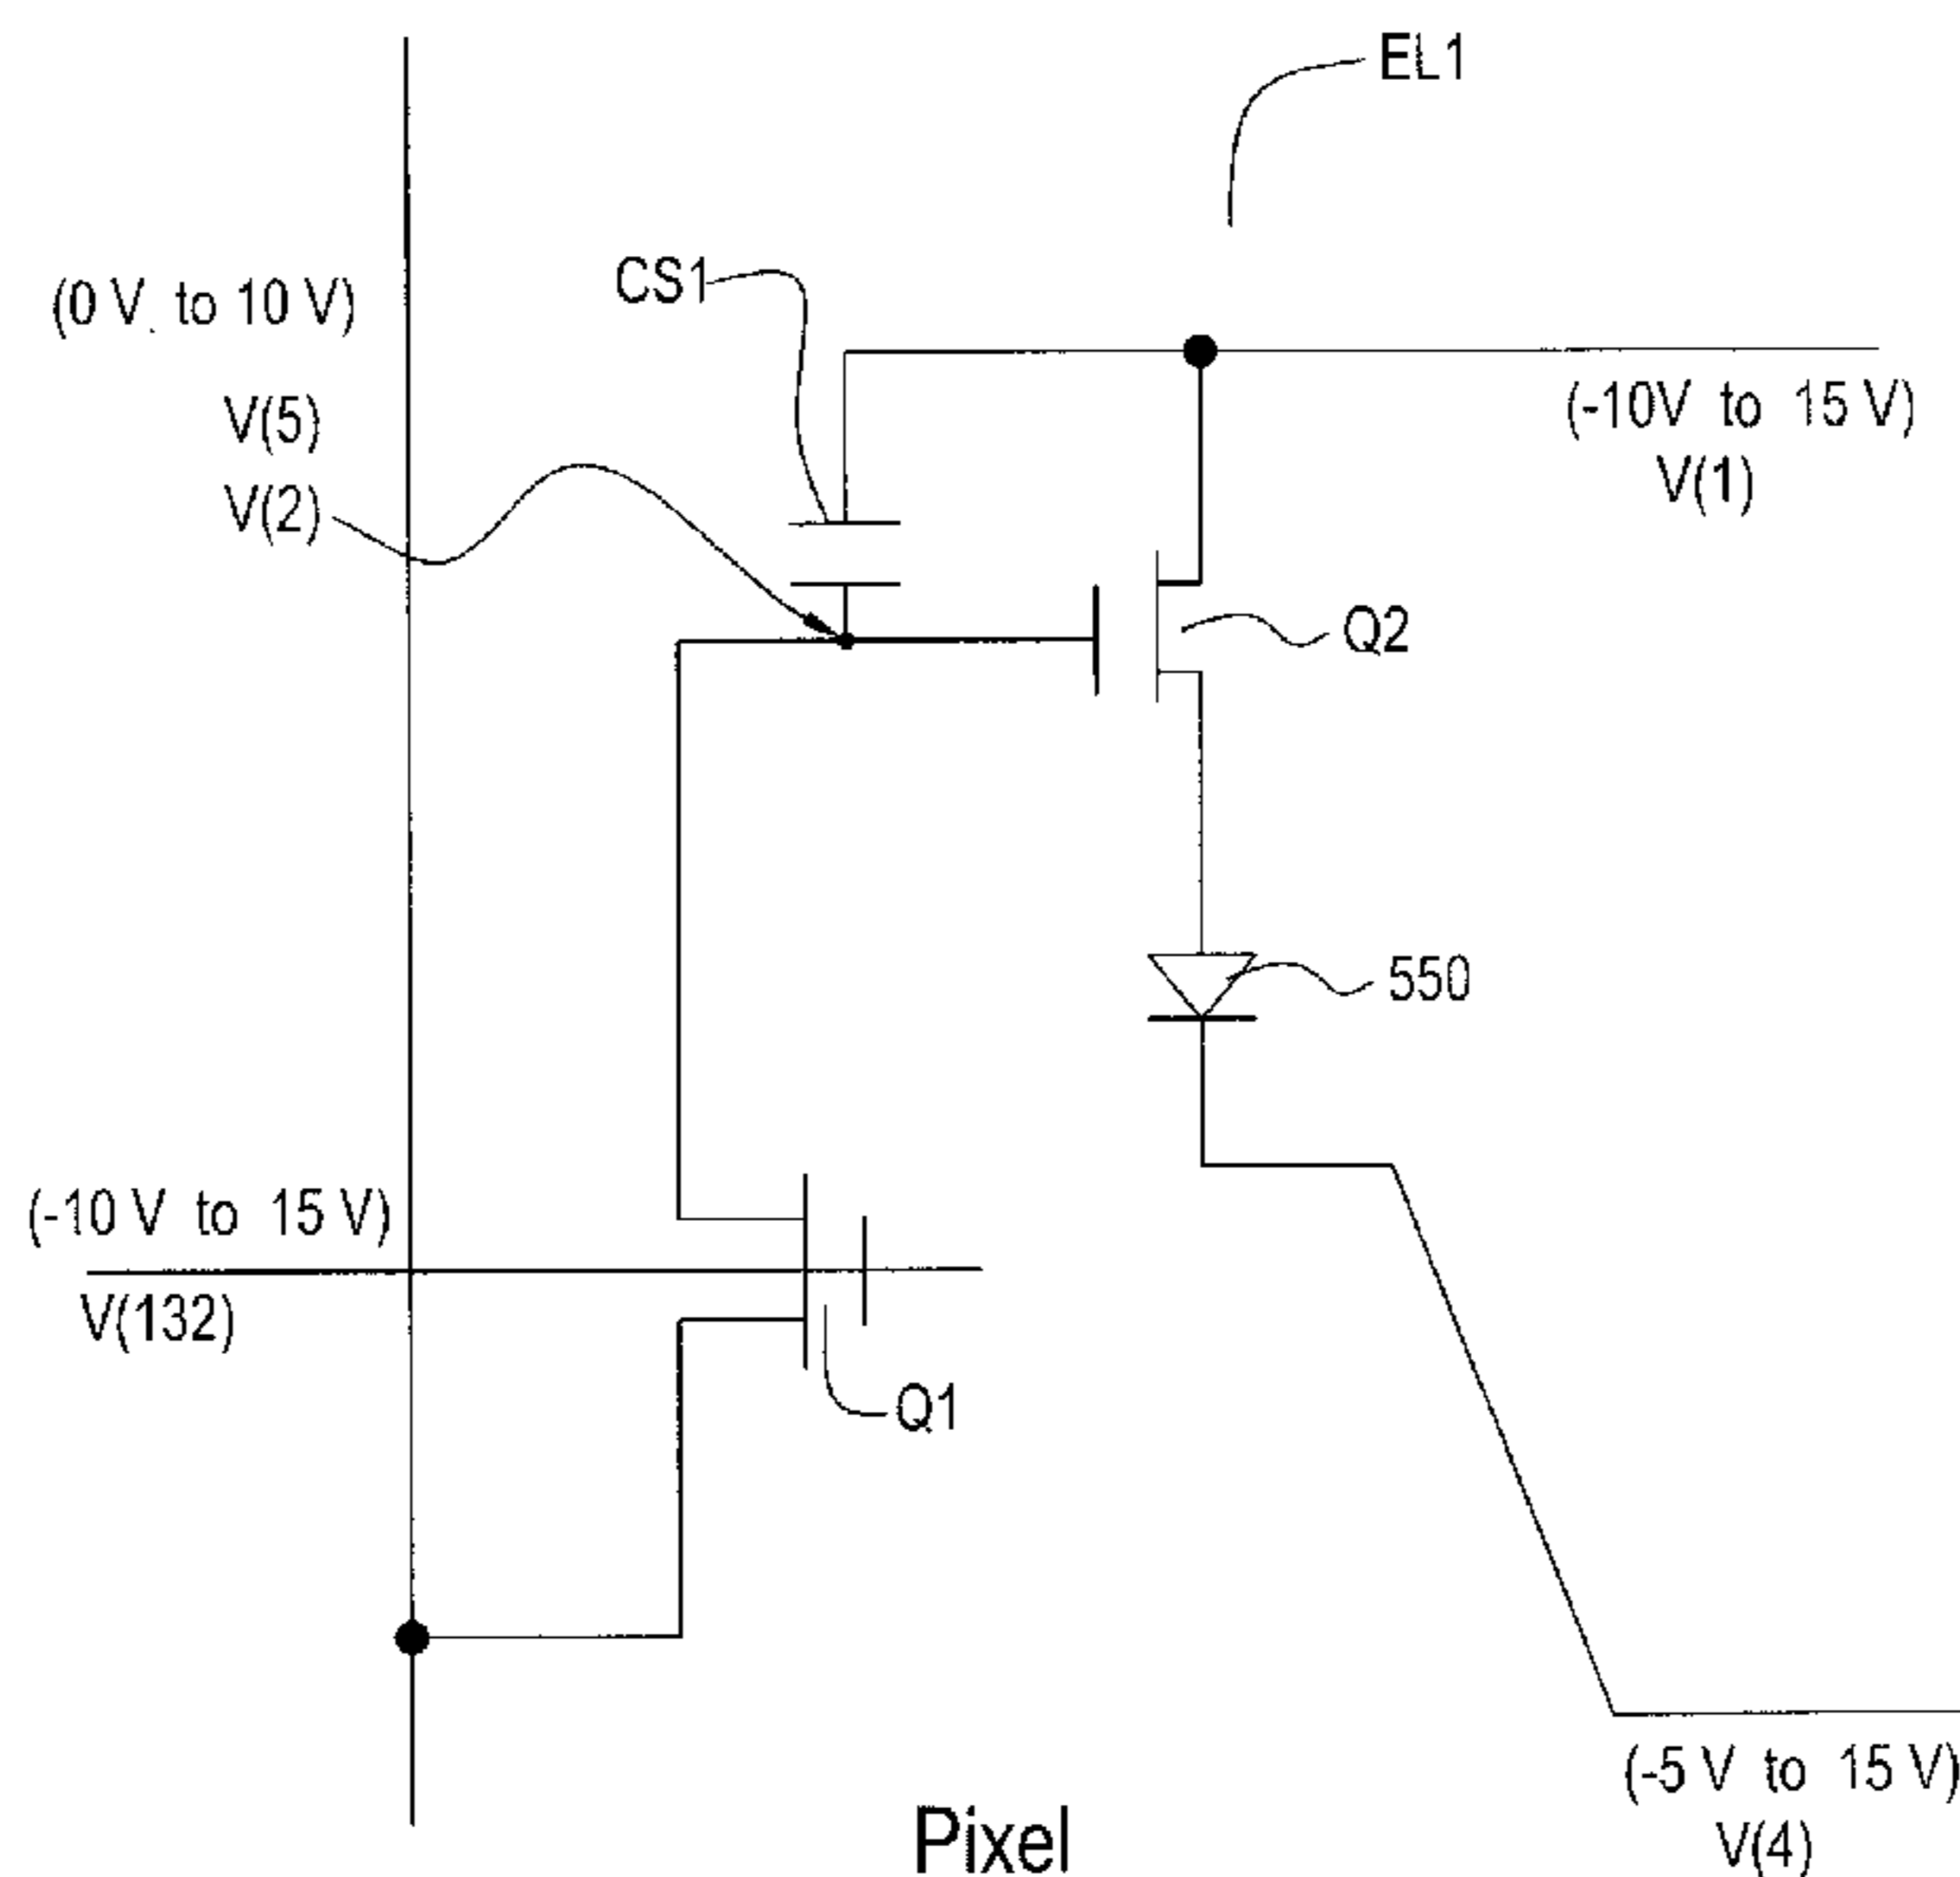 EL1
CS1
(0 V. to 10 V)
V(5)
V(2)
(-10V to 15 V)
V(1)
Q2
550
(-10 V to 15 V)
V(132)
Q1
(-5 V to 15 V)
V(4)
Pixel